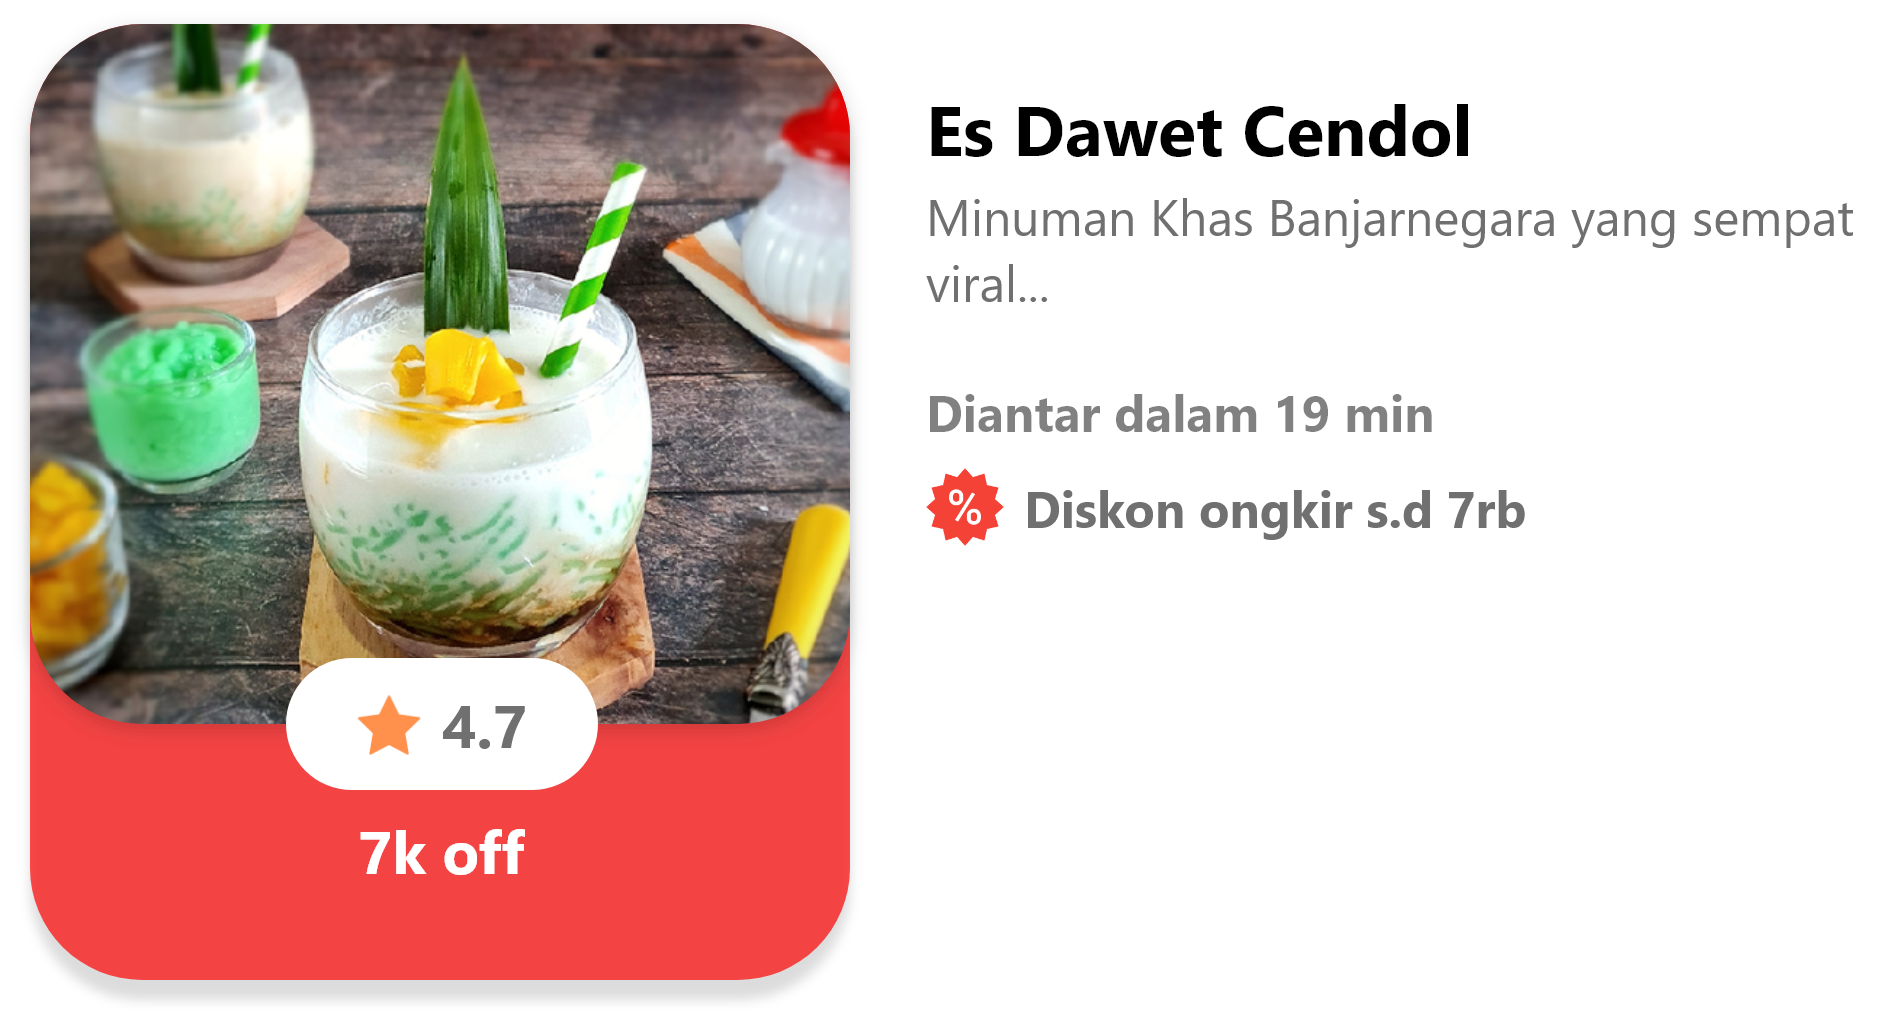 Es Dawet Cendol
Minuman Khas Banjarnegara yang sempat
viral...
Diantar dalam 19 min
% Diskon ongkir s.d 7rb
4.7
7k off